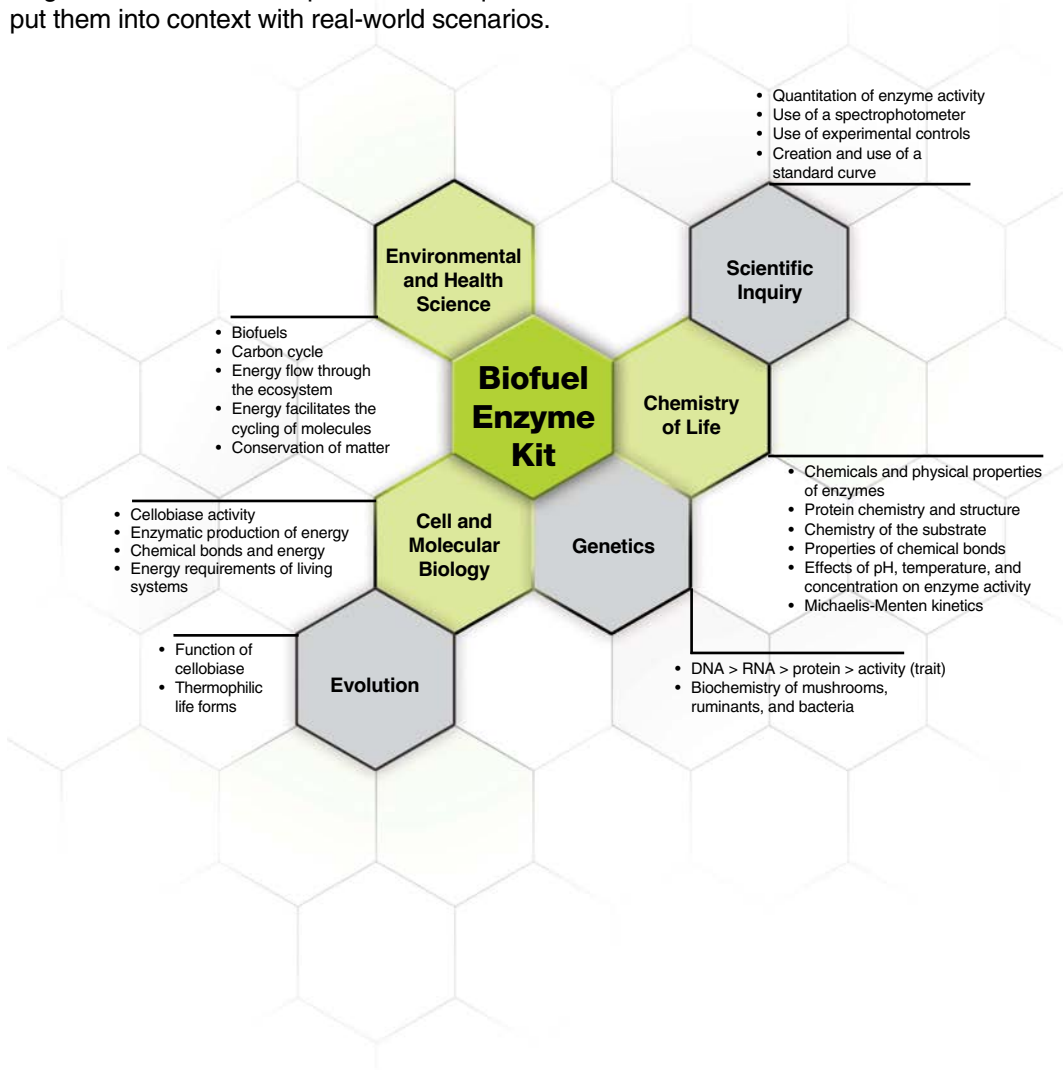 put them into context with real-world scenarios.
• Quantitation of enzyme activity
• Use of a spectrophotometer
• Use of experimental controls
• Creation and use of a
standard curve
Scientific
Inquiry
Environmental
and Health
Science
• Biofuels
• Carbon cycle
• Energy flow through
the ecosystem
• Energy facilitates the
cycling of molecules
• Conservation of matter
Biofuel
Enzyme
Kit
Chemistry
of Life
• Chemicals and physical properties
of enzymes
• Protein chemistry and structure
• Chemistry of the substrate
• Properties of chemical bonds
• Effects of pH, temperature, and
concentration on enzyme activity
• Michaelis-Menten kinetics
• Cellobiase activity
• Enzymatic production of energy
• Chemical bonds and energy
• Energy requirements of living
systems
Cell and
Molecular
Biology
Genetics
• DNA > RNA > protein > activity (trait)
• Biochemistry of mushrooms,
ruminants, and bacteria
• Function of
cellobiase
• Thermophilic
life forms
Evolution